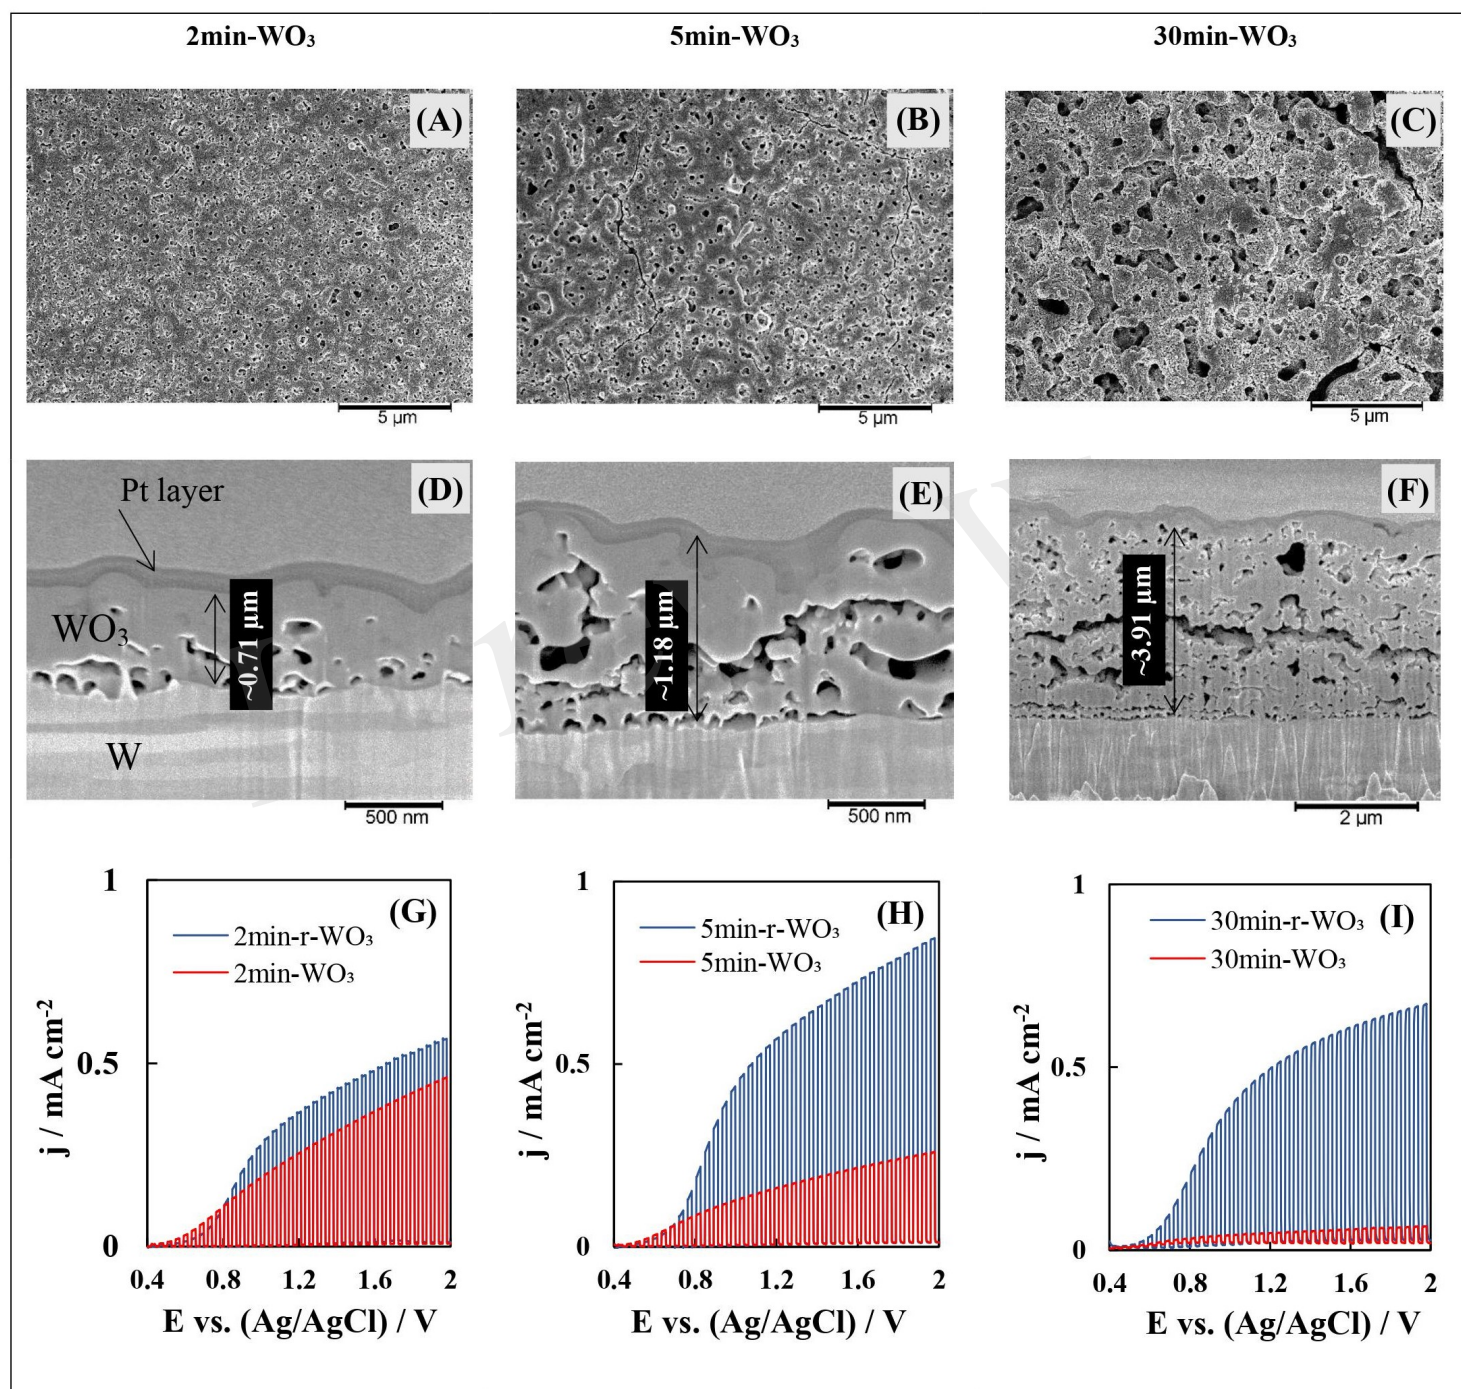 2min-WO₃
5min-WO₃
30min-WO₃
(A)
(B)
(C)
5 µm
5 µm
5 µm
Pt layer
(D)
(E)
(F)
WO₃
~0.71 µm
~1.18 µm
~3.91 µm
W
500 nm
500 nm
2 µm
1
(G)
2min-r-WO₃
2min-WO₃
j / mA cm⁻²
0.5
0
0.4 0.8 1.2 1.6 2
E vs. (Ag/AgCl) / V
1
(H)
5min-r-WO₃
5min-WO₃
j / mA cm⁻²
0.5
0
0.4 0.8 1.2 1.6 2
E vs. (Ag/AgCl) / V
1
(I)
30min-r-WO₃
30min-WO₃
j / mA cm⁻²
0.5
0
0.4 0.8 1.2 1.6 2
E vs. (Ag/AgCl) / V